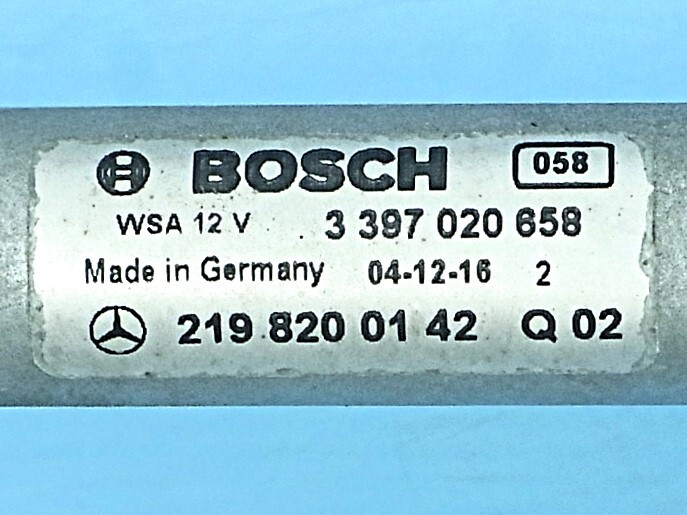 BOSCH 058
WSA 12 V 3 397 020 658
Made in Germany 04-12-16 2
219 820 01 42 Q 02